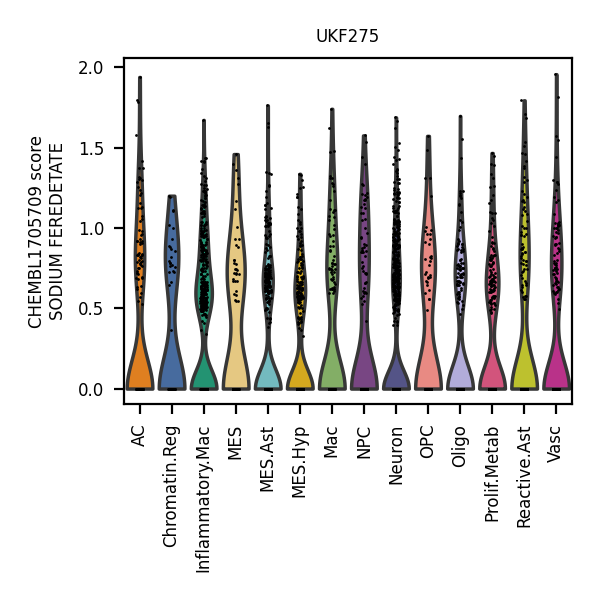 UKF275
CHEMBL1705709 score
SODIUM FEREDETATE
2.0
1.5
1.0
0.5
0.0
AC
Chromatin.Reg
Inflammatory.Mac
MES
MES.Ast
MES.Hyp
Mac
NPC
Neuron
OPC
Oligo
Prolif.Metab
Reactive.Ast
Vasc